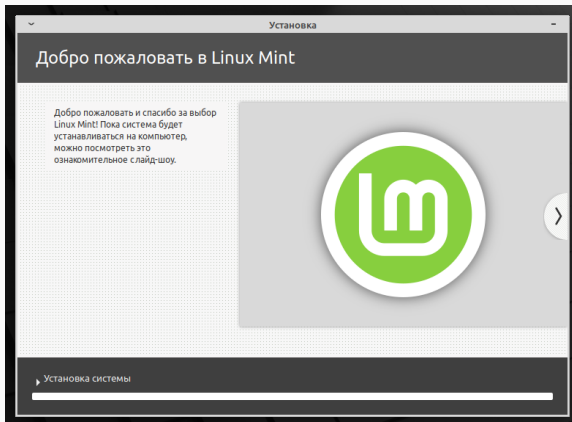 Установка
Добро пожаловать в Linux Mint
Добро пожаловать и спасибо за выбор
Linux Mint! Пока система будет
устанавливаться на компьютер,
можно посмотреть это
ознакомительное слайд-шоу.
Установка системы